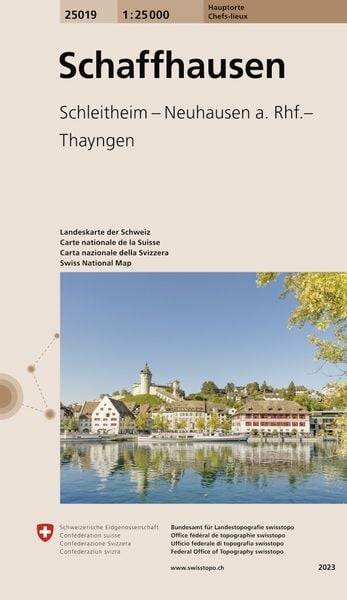 25019
1:25 000
Hauptorte
Chefs-lieux
Schaffhausen
Schleitheim – Neuhausen a. Rhf.–
Thayngen
Landeskarte der Schweiz
Carte nationale de la Suisse
Carta nazionale della Svizzera
Swiss National Map
Schweizerische Eidgenossenschaft
Confédération suisse
Confederazione Svizzera
Confederaziun svizra
Bundesamt für Landestopografie swisstopo
Office fédéral de topographie swisstopo
Ufficio federale di topografia swisstopo
Federal Office of Topography swisstopo
www.swisstopo.ch
2023